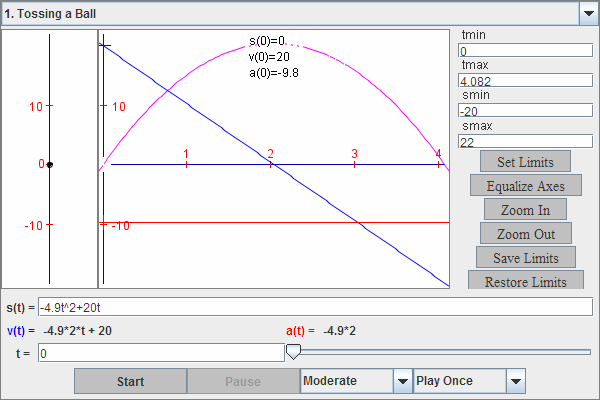 1. Tossing a Ball
s(0)=0
v(0)=20
a(0)=-9.8
10
0
-10
10
-10
1
2
3
4
tmin
0
tmax
4.082
smin
-20
smax
22
Set Limits
Equalize Axes
Zoom In
Zoom Out
Save Limits
Restore Limits
s(t) = -4.9t^2+20t
v(t) = -4.9*2*t + 20 a(t) = -4.9*2
t = 0
Start Pause Moderate Play Once